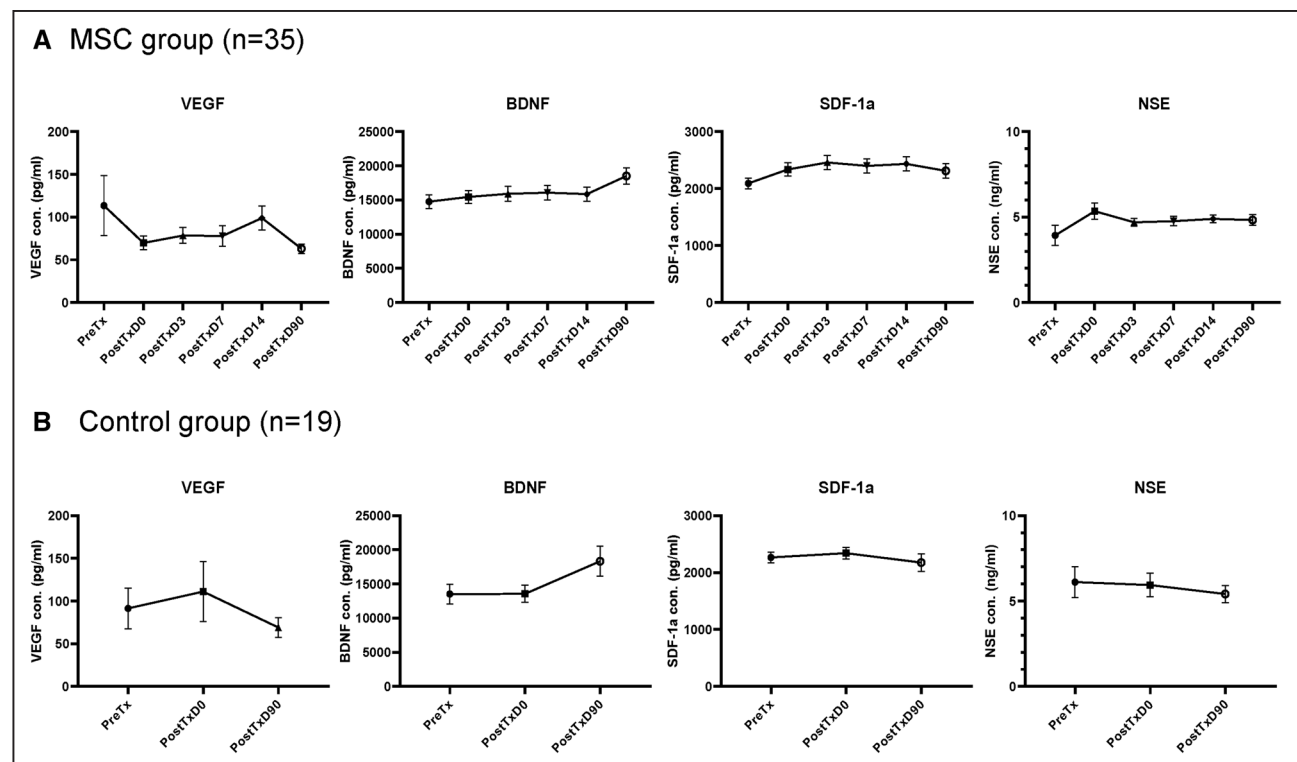 A MSC group (n=35)
VEGF
VEGF con. (pg/ml)
200
150
100
50
0
PreTx
PostTxD0
PostTxD3
PostTxD7
PostTxD14
PostTxD90
BDNF
BDNF con. (pg/ml)
25000
20000
15000
10000
5000
0
PreTx
PostTxD0
PostTxD3
PostTxD7
PostTxD14
PostTxD90
SDF-1a
SDF-1a con. (pg/ml)
3000
2000
1000
0
PreTx
PostTxD0
PostTxD3
PostTxD7
PostTxD14
PostTxD90
NSE
NSE con. (ng/ml)
10
5
0
PreTx
PostTxD0
PostTxD3
PostTxD7
PostTxD14
PostTxD90
B Control group (n=19)
VEGF
VEGF con. (pg/ml)
200
150
100
50
0
PreTx
PostTxD0
PostTxD90
BDNF
BDNF con. (pg/ml)
25000
20000
15000
10000
5000
0
PreTx
PostTxD0
PostTxD90
SDF-1a
SDF-1a con. (pg/ml)
3000
2000
1000
0
PreTx
PostTxD0
PostTxD90
NSE
NSE con. (ng/ml)
10
5
0
PreTx
PostTxD0
PostTxD90